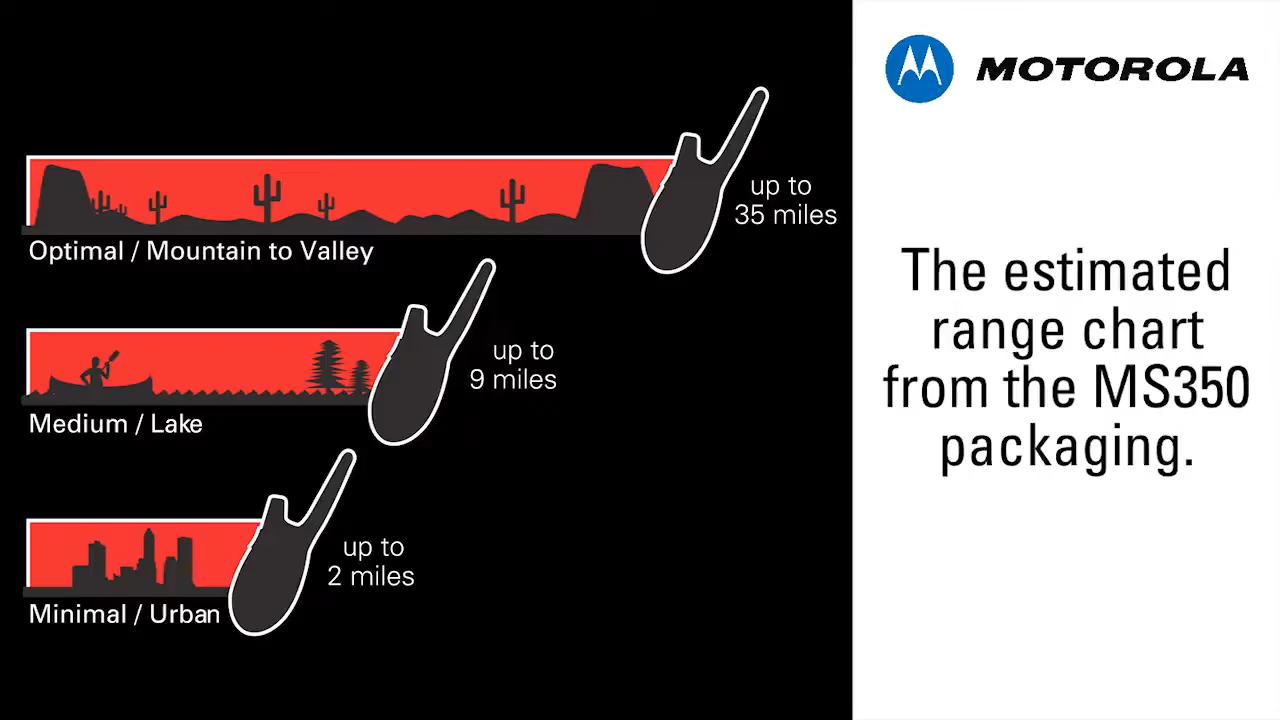 up to
35 miles
Optimal / Mountain to Valley
up to
9 miles
Medium / Lake
up to
2 miles
Minimal / Urban
MOTOROLA
The estimated
range chart
from the MS350
packaging.